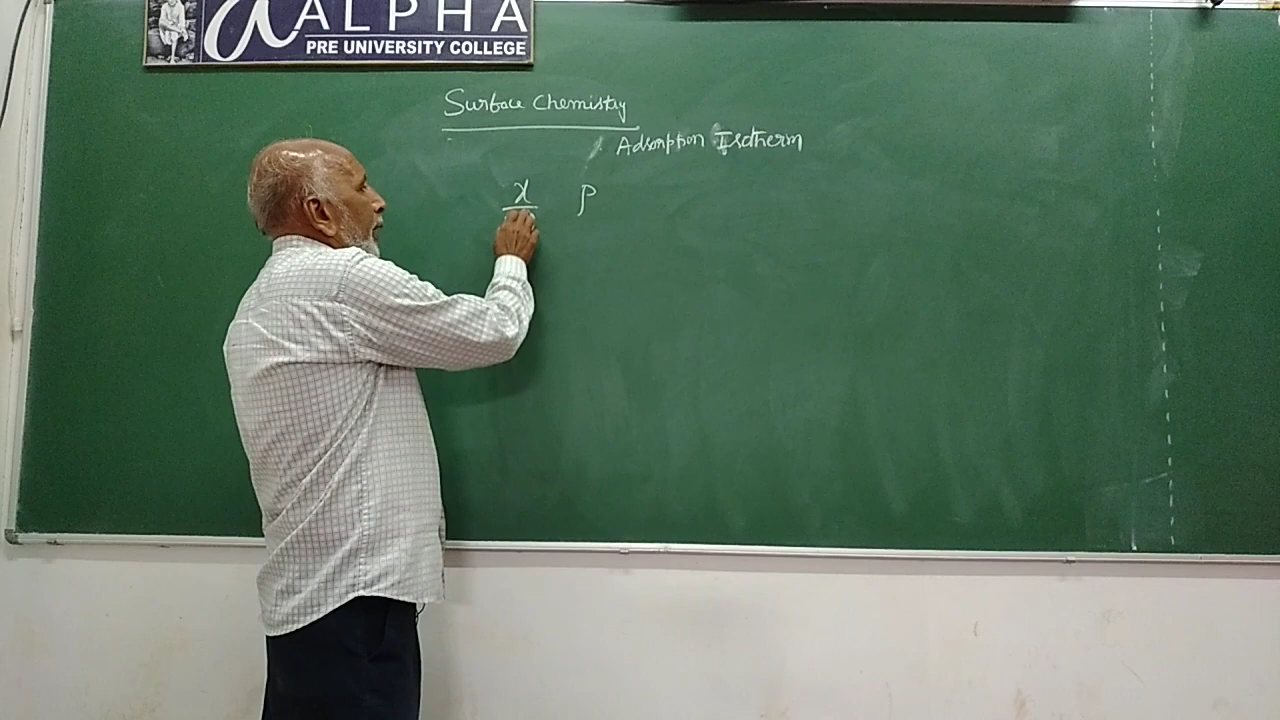 ALPHA
PRE UNIVERSITY COLLEGE
Surface Chemistry
Adsorption Isotherm
x P